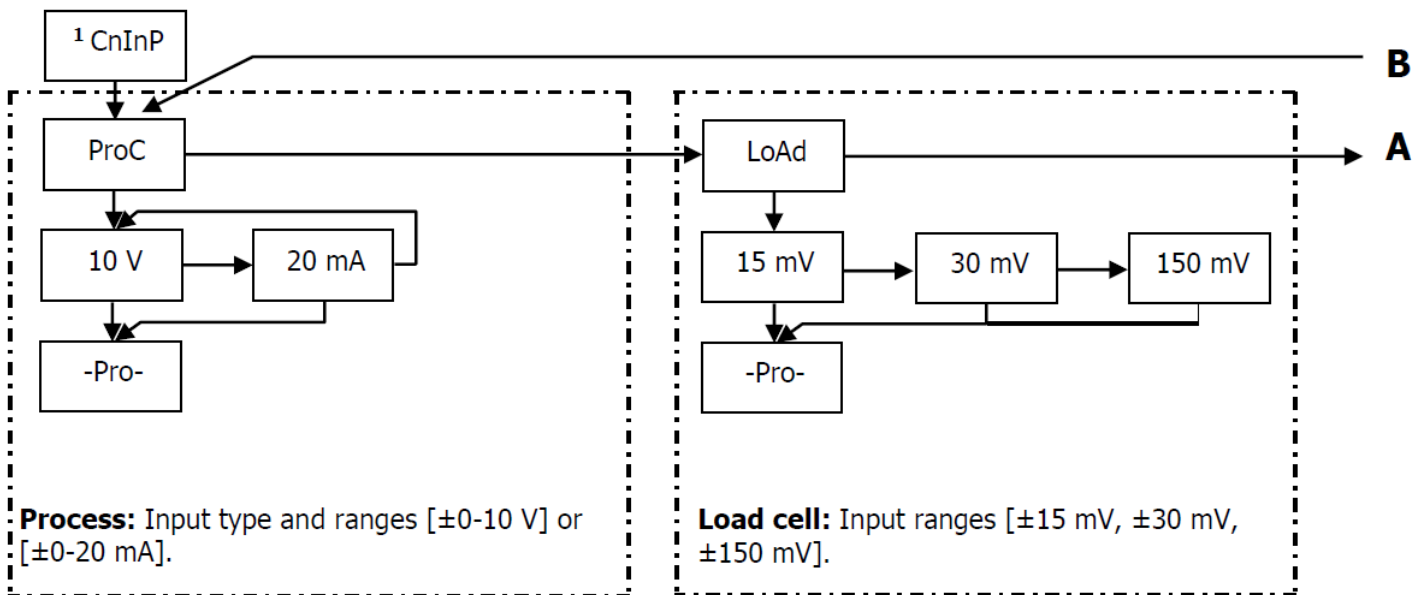 1 CnInP
B
ProC
LoAd
A
10 V
20 mA
15 mV
30 mV
150 mV
-Pro-
-Pro-
Process: Input type and ranges [±0-10 V] or
[±0-20 mA].
Load cell: Input ranges [±15 mV, ±30 mV,
±150 mV].